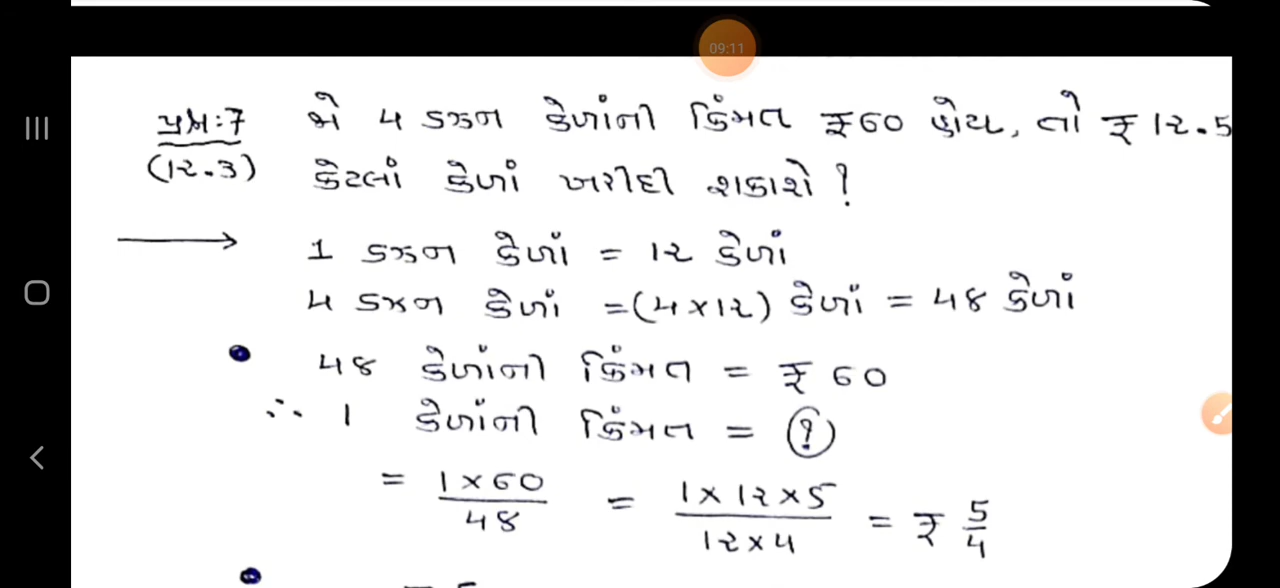 09:11
પ્રશ્ન:7 જો 4 ડઝન કેળાંની કિંમત ₹60 હોય, તો ₹12.5
(12.3) કેટલાં કેળાં ખરીદી શકાશે?
→ 1 ડઝન કેળાં = 12 કેળાં
4 ડઝન કેળાં =(4×12) કેળાં = 48 કેળાં
• 48 કેળાંની કિંમત = ₹ 60
∴ 1 કેળાંની કિંમત = ?
= 1×60/48 = 1×12×5/12×4 = ₹ 5/4